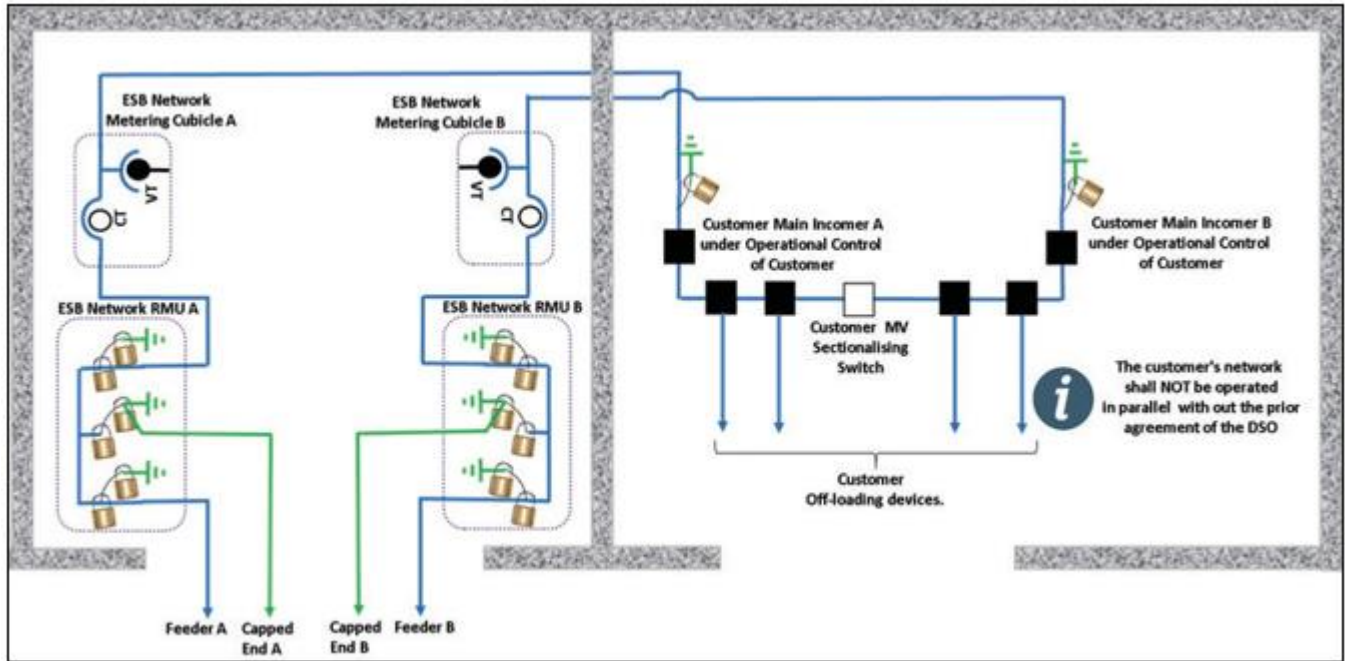 ESB Network
Metering Cubicle A
ESB Network
Metering Cubicle B
VT
VT
CT
CT
Customer Main Incomer A
under Operational Control
of Customer
Customer Main Incomer B
under Operational Control
of Customer
ESB Network RMU A
ESB Network RMU B
Customer MV
Sectionalising
Switch
i
The customer's network
shall NOT be operated
in parallel with out the prior
agreement of the DSO
Customer
Off-loading devices.
Feeder A
Capped
End A
Capped
End B
Feeder B